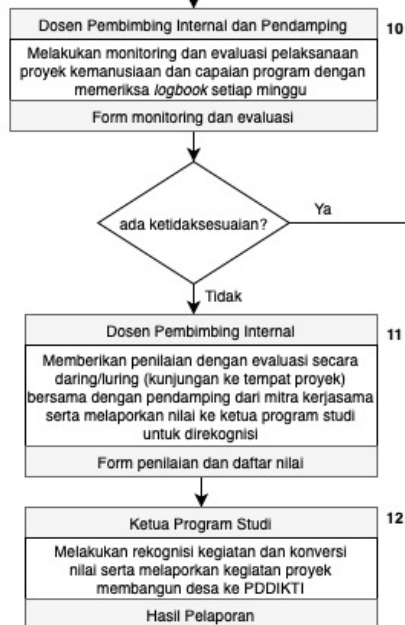 Dosen Pembimbing Internal dan Pendamping
10
Melakukan monitoring dan evaluasi pelaksanaan
proyek kemanusiaan dan capaian program dengan
memeriksa logbook setiap minggu
Form monitoring dan evaluasi
ada ketidaksesuaian?
Ya
Tidak
Dosen Pembimbing Internal
11
Memberikan penilaian dengan evaluasi secara
daring/luring (kunjungan ke tempat proyek)
bersama dengan pendamping dari mitra kerjasama
serta melaporkan nilai ke ketua program studi
untuk direkognisi
Form penilaian dan daftar nilai
Ketua Program Studi
12
Melakukan rekognisi kegiatan dan konversi
nilai serta melaporkan kegiatan proyek
membangun desa ke PDDIKTI
Hasil Pelaporan